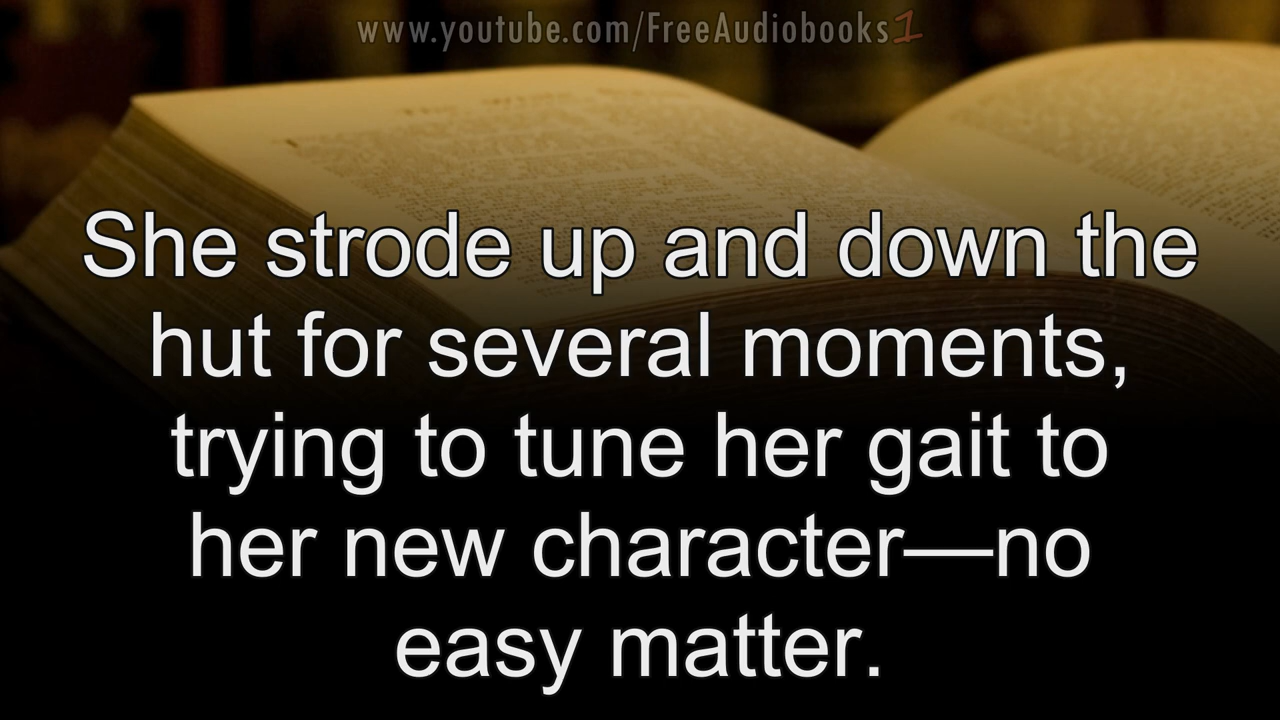 www.youtube.com/FreeAudiobooks1
She strode up and down the
hut for several moments,
trying to tune her gait to
her new character—no
easy matter.